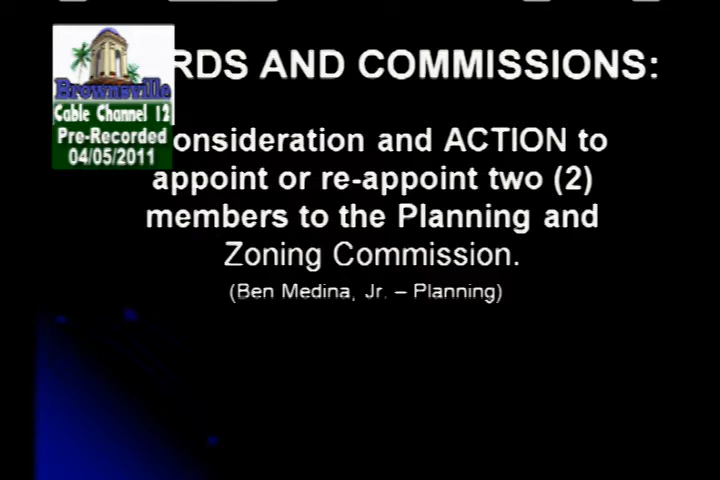 Brownsville
Cable Channel 12
Pre-Recorded
04/05/2011
RDS AND COMMISSIONS:
onsideration and ACTION to
appoint or re-appoint two (2)
members to the Planning and
Zoning Commission.
(Ben Medina, Jr. – Planning)